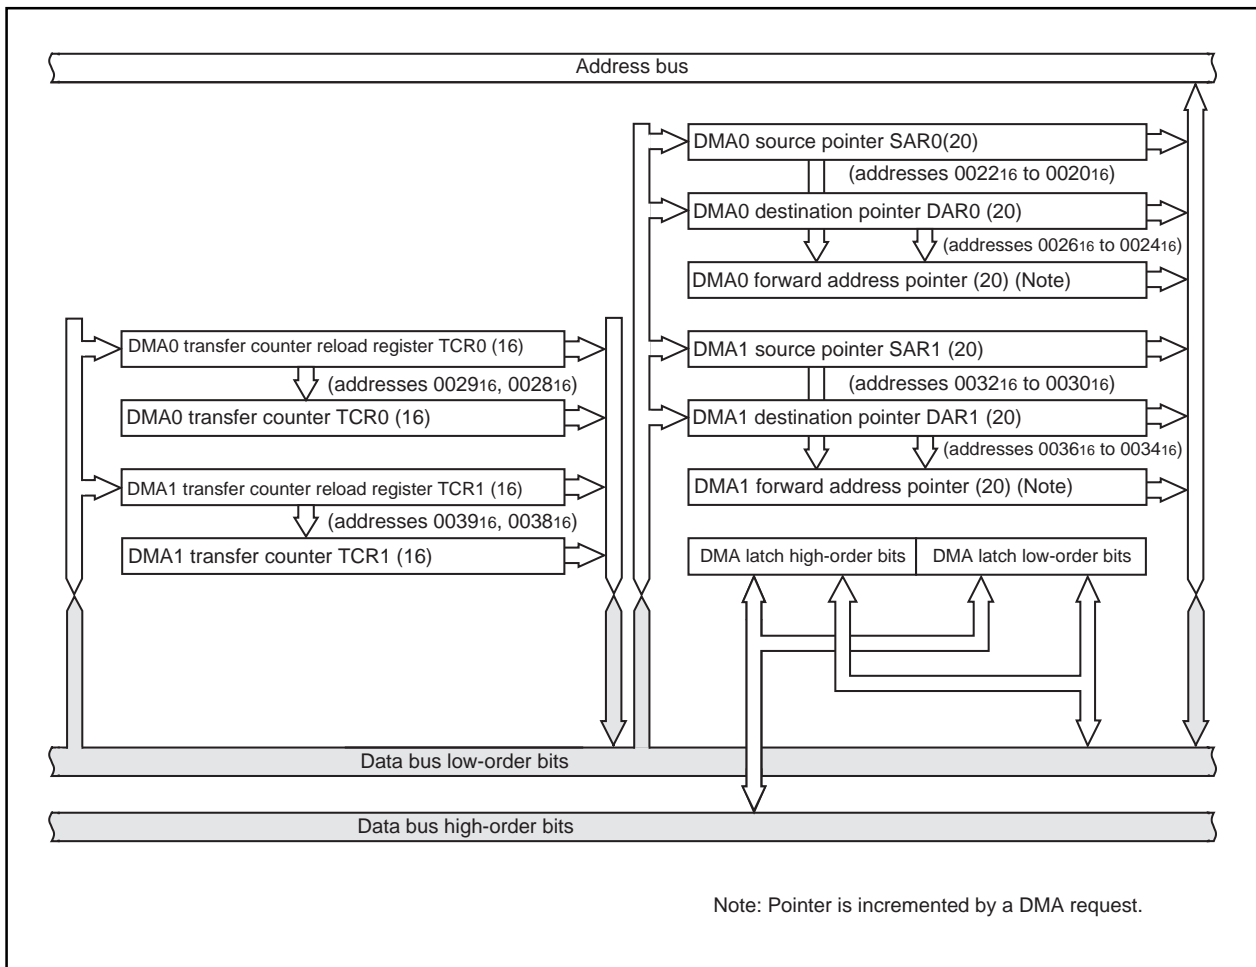 Address bus
DMA0 source pointer SAR0(20)
(addresses 002216 to 002016)
DMA0 destination pointer DAR0 (20)
(addresses 002616 to 002416)
DMA0 forward address pointer (20) (Note)
DMA0 transfer counter reload register TCR0 (16)
(addresses 002916, 002816)
DMA0 transfer counter TCR0 (16)
DMA1 transfer counter reload register TCR1 (16)
(addresses 003916, 003816)
DMA1 transfer counter TCR1 (16)
DMA1 source pointer SAR1 (20)
(addresses 003216 to 003016)
DMA1 destination pointer DAR1 (20)
(addresses 003616 to 003416)
DMA1 forward address pointer (20) (Note)
DMA latch high-order bits
DMA latch low-order bits
Data bus low-order bits
Data bus high-order bits
Note: Pointer is incremented by a DMA request.